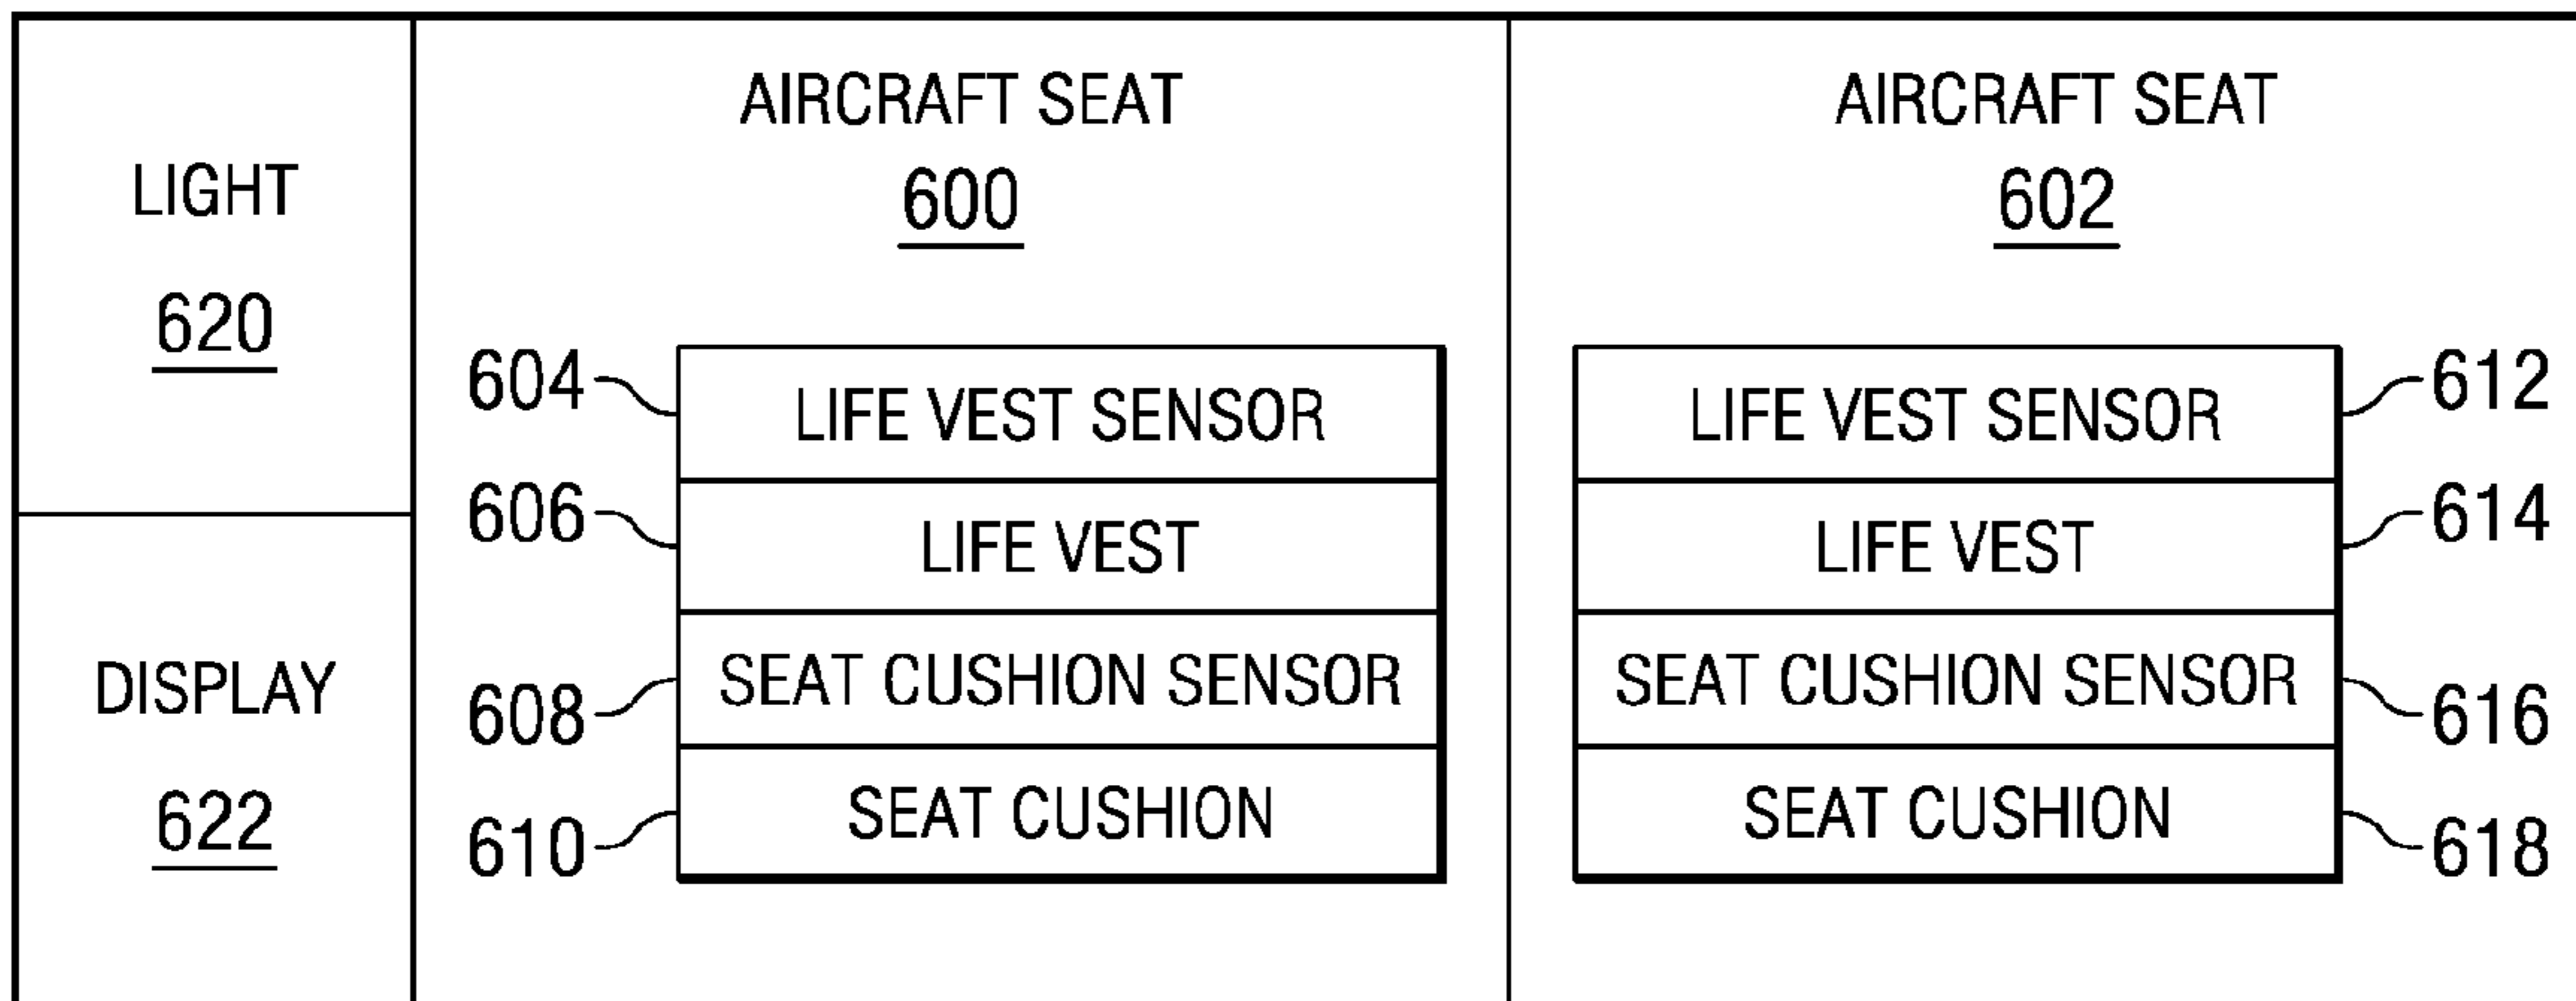 LIGHT
620
DISPLAY
622
AIRCRAFT SEAT
600
604
LIFE VEST SENSOR
606
LIFE VEST
608
SEAT CUSHION SENSOR
610
SEAT CUSHION
AIRCRAFT SEAT
602
LIFE VEST SENSOR
612
LIFE VEST
614
SEAT CUSHION SENSOR
616
SEAT CUSHION
618